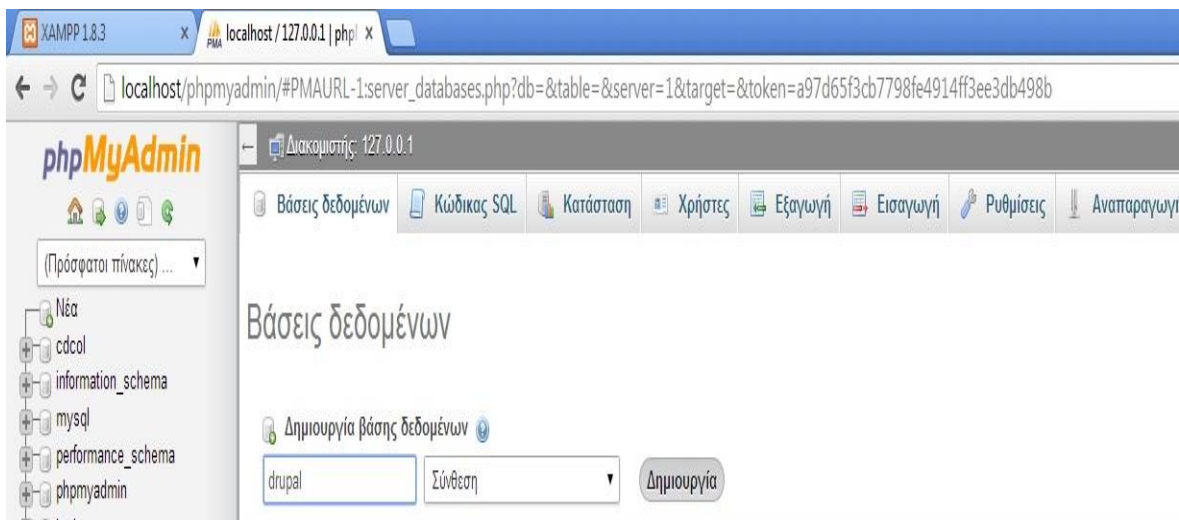 XAMPP 1.8.3
localhost / 127.0.0.1 | php
localhost/phpmyadmin/#PMAURL-1:server_databases.php?db=&table=&server=1&target=&token=a97d65f3cb7798fe4914ff3ee3db498b
phpMyAdmin
(Πρόσφατοι πίνακες) ...
Νέα
cdcol
information_schema
mysql
performance_schema
phpmyadmin
Διακομιστής: 127.0.0.1
Βάσεις δεδομένων Κώδικας SQL Κατάσταση Χρήστες Εξαγωγή Εισαγωγή Ρυθμίσεις Αναπαραγωγή
Βάσεις δεδομένων
Δημιουργία βάσης δεδομένων
drupal Σύνθεση Δημιουργία